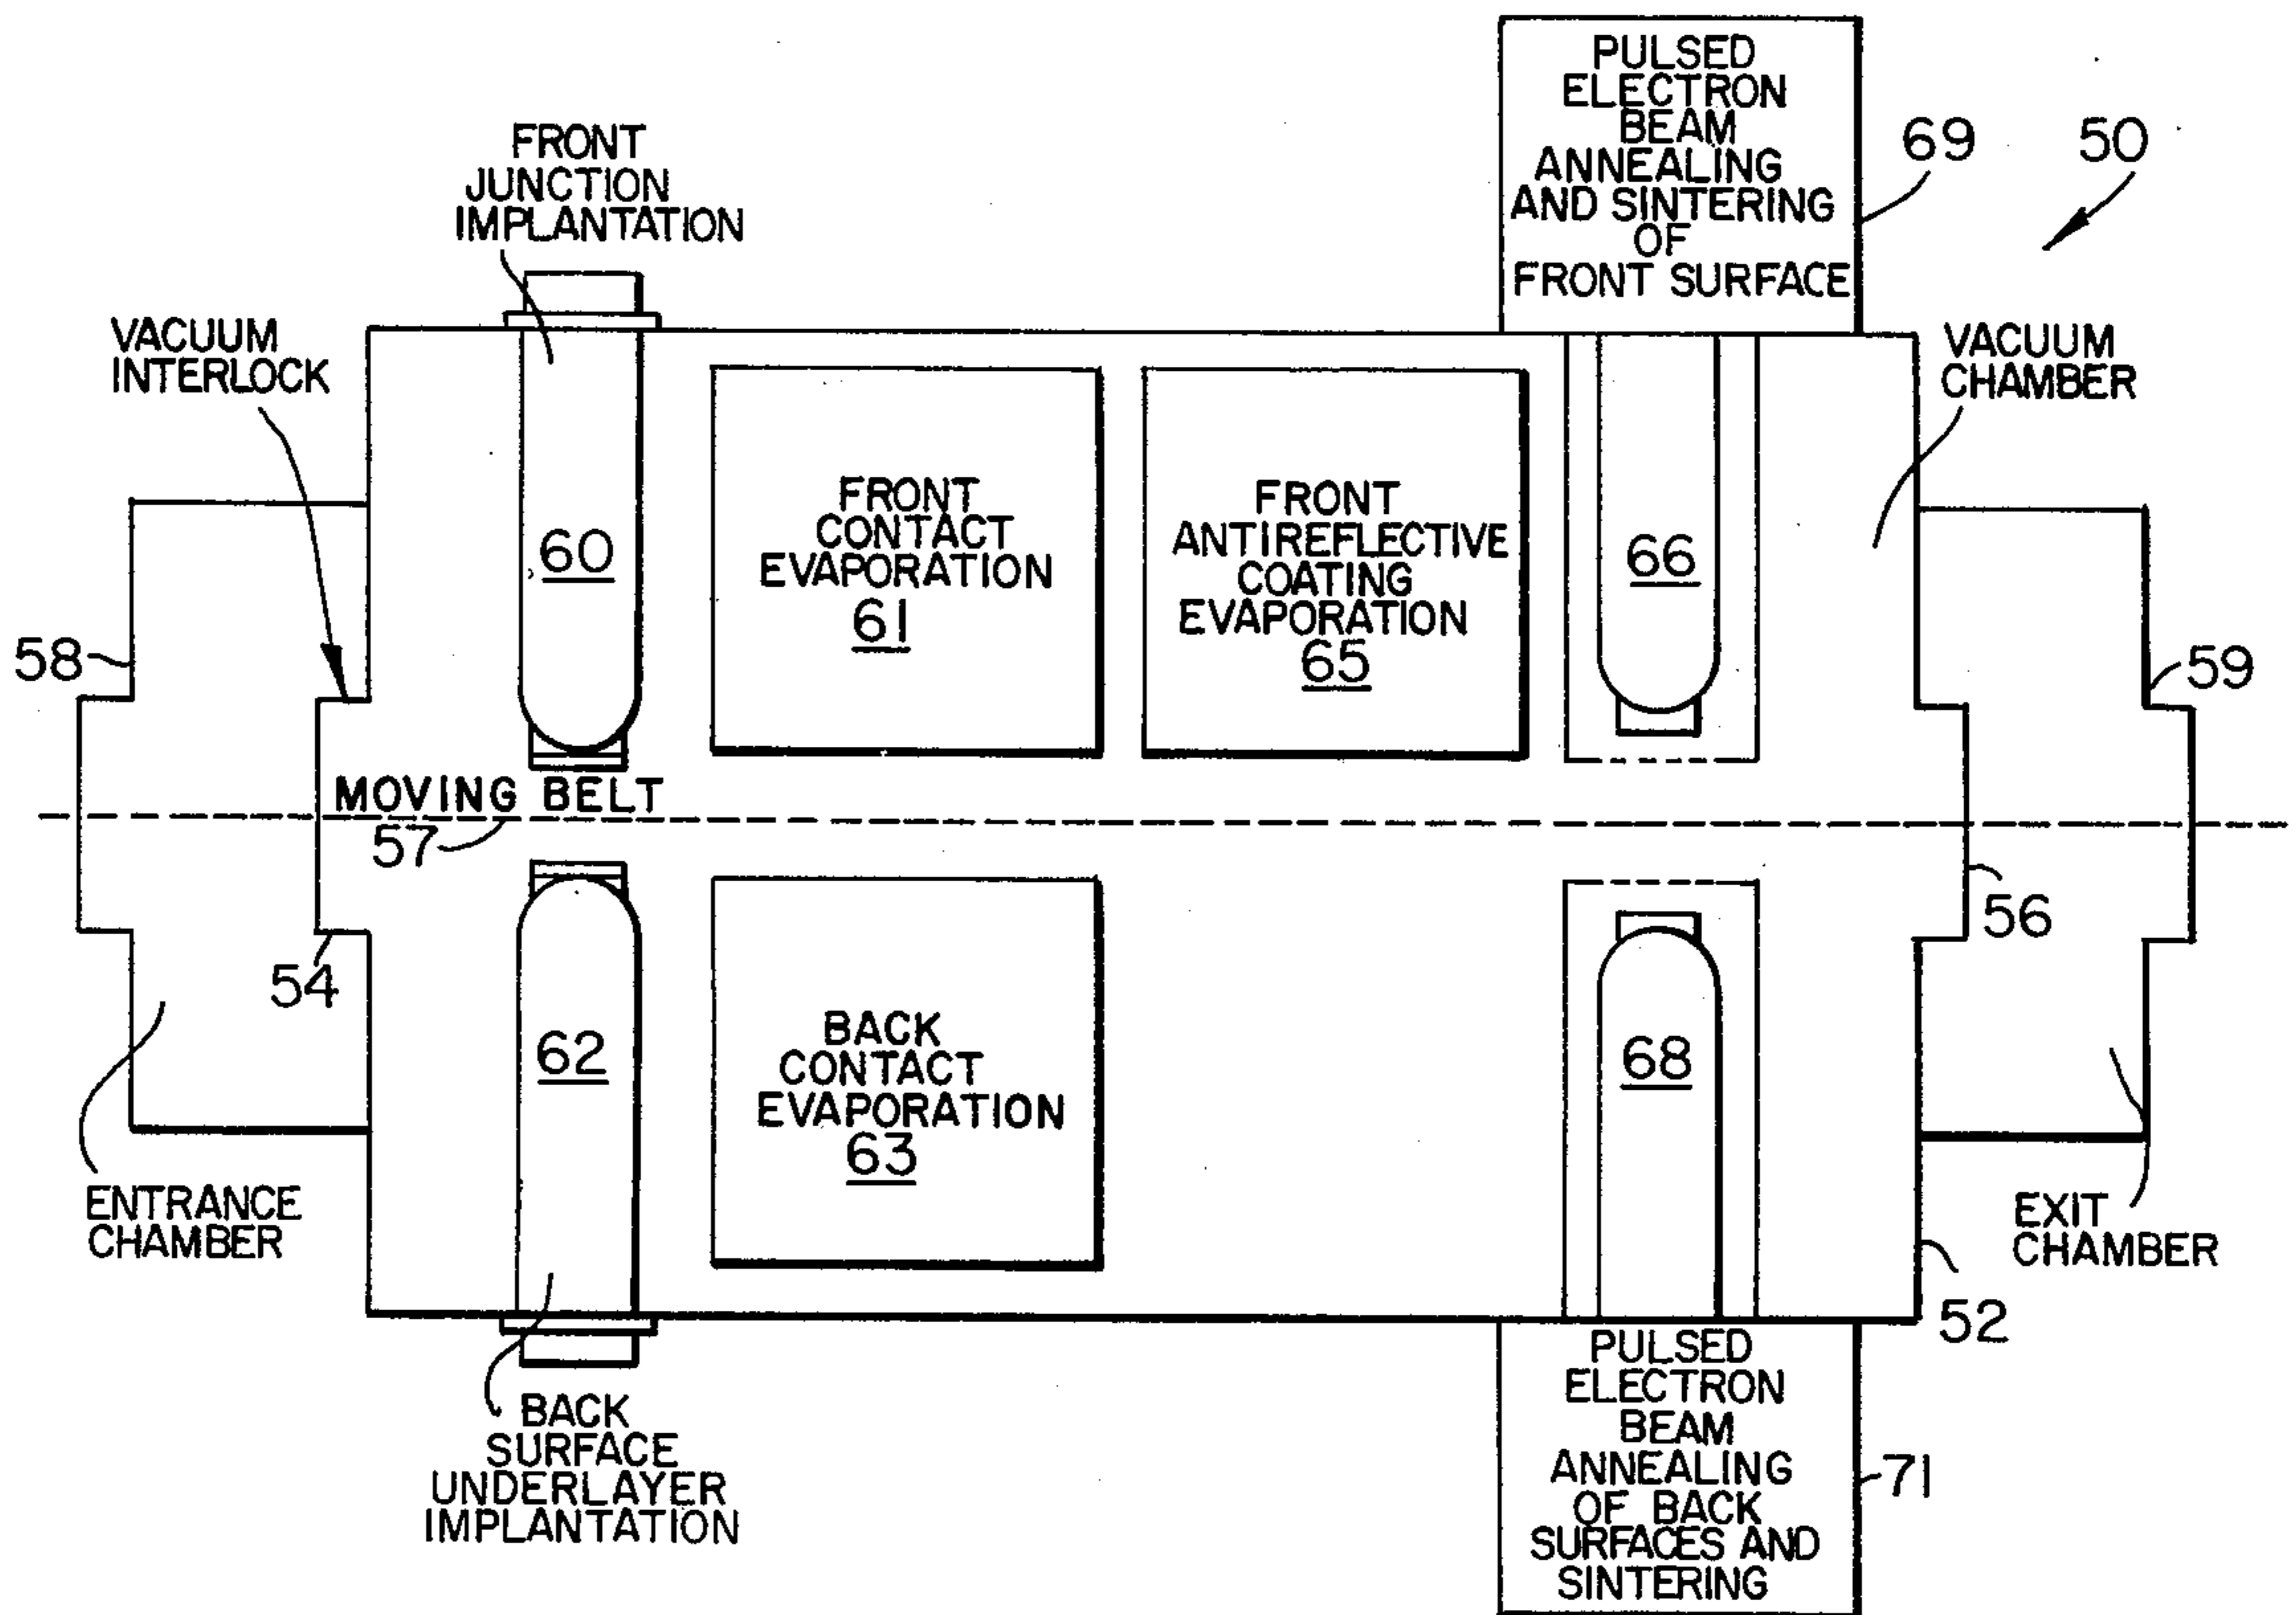 PULSED
ELECTRON
BEAM
ANNEALING
AND SINTERING
OF
FRONT SURFACE
69
50
FRONT
JUNCTION
IMPLANTATION
VACUUM
INTERLOCK
VACUUM
CHAMBER
60
FRONT
CONTACT
EVAPORATION
61
FRONT
ANTIREFLECTIVE
COATING
EVAPORATION
65
66
58
59
MOVING BELT
57
54
56
62
BACK
CONTACT
EVAPORATION
63
68
ENTRANCE
CHAMBER
EXIT
CHAMBER
52
BACK
SURFACE
UNDERLAYER
IMPLANTATION
PULSED
ELECTRON
BEAM
ANNEALING
OF BACK
SURFACES AND
SINTERING
71